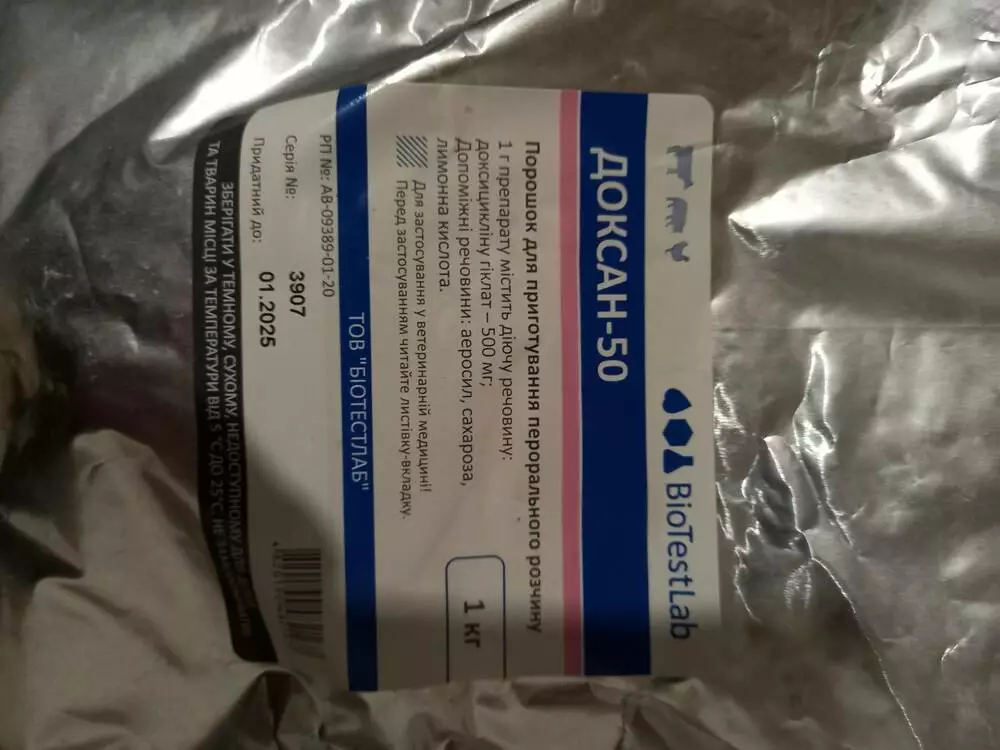 BioTestLab
ДОКСАН-50
Порошок для приготування перорального розчину
1 г препарату містить діючу речовину:
доксицикліну гіклат – 500 мг;
Допоміжні речовини: аеросил, сахароза,
лимонна кислота.
1 кг
Для застосування у ветеринарній медицині!
Перед застосуванням читайте листівку-вкладку.
ТОВ "БІОТЕСТЛАБ"
РП №: АВ-09389-01-20
Серія №: 3907
Придатний до: 01.2025
ЗБЕРІГАТИ У ТЕМНОМУ, СУХОМУ, НЕДОСТУПНОМУ ДЛЯ
ТА ТВАРИН МІСЦІ ЗА ТЕМПЕРАТУРИ ВІД 5 °С ДО 25°С, НЕ